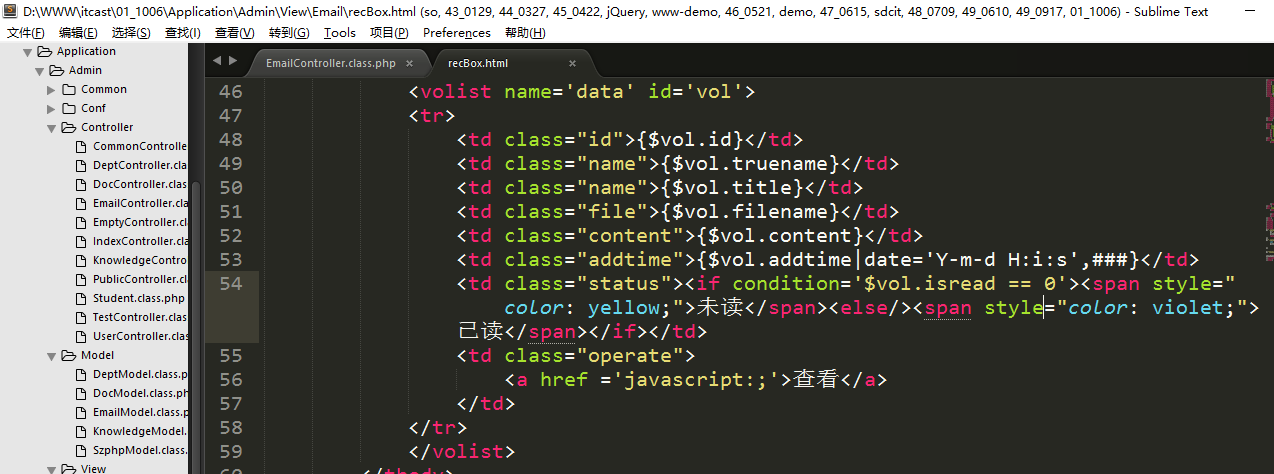 D:\WWW\itcast\01_1006\Application\Admin\View\Email\recBox.html (so, 43_0129, 44_0327, 45_0422, jQuery, www-demo, 46_0521, demo, 47_0615, sdcit, 48_0709, 49_0610, 49_0917, 01_1006) - Sublime Text
文件(F) 编辑(E) 选择(S) 查找(I) 查看(V) 转到(G) Tools 项目(P) Preferences 帮助(H)
Application
Admin
Common
Conf
Controller
CommonControlle
DeptController.clas
DocController.clas
EmailController.cla
EmptyController.cl
IndexController.cla
KnowledgeContro
PublicController.cl
Student.class.php
TestController.clas
UserController.cla
Model
DeptModel.class.p
DocModel.class.ph
EmailModel.class.p
KnowledgeModel.
SzphpModel.class.
View
EmailController.class.php × recBox.html ×
46 <volist name='data' id='vol'>
47 <tr>
48 <td class="id">{$vol.id}</td>
49 <td class="name">{$vol.truename}</td>
50 <td class="name">{$vol.title}</td>
51 <td class="file">{$vol.filename}</td>
52 <td class="content">{$vol.content}</td>
53 <td class="addtime">{$vol.addtime|date='Y-m-d H:i:s',###}</td>
54 <td class="status"><if condition='$vol.isread == 0'><span style="
color: yellow;">未读</span><else/><span style="color: violet;">
已读</span></if></td>
55 <td class="operate">
56 <a href ='javascript:;'>查看</a>
57 </td>
58 </tr>
59 </volist>